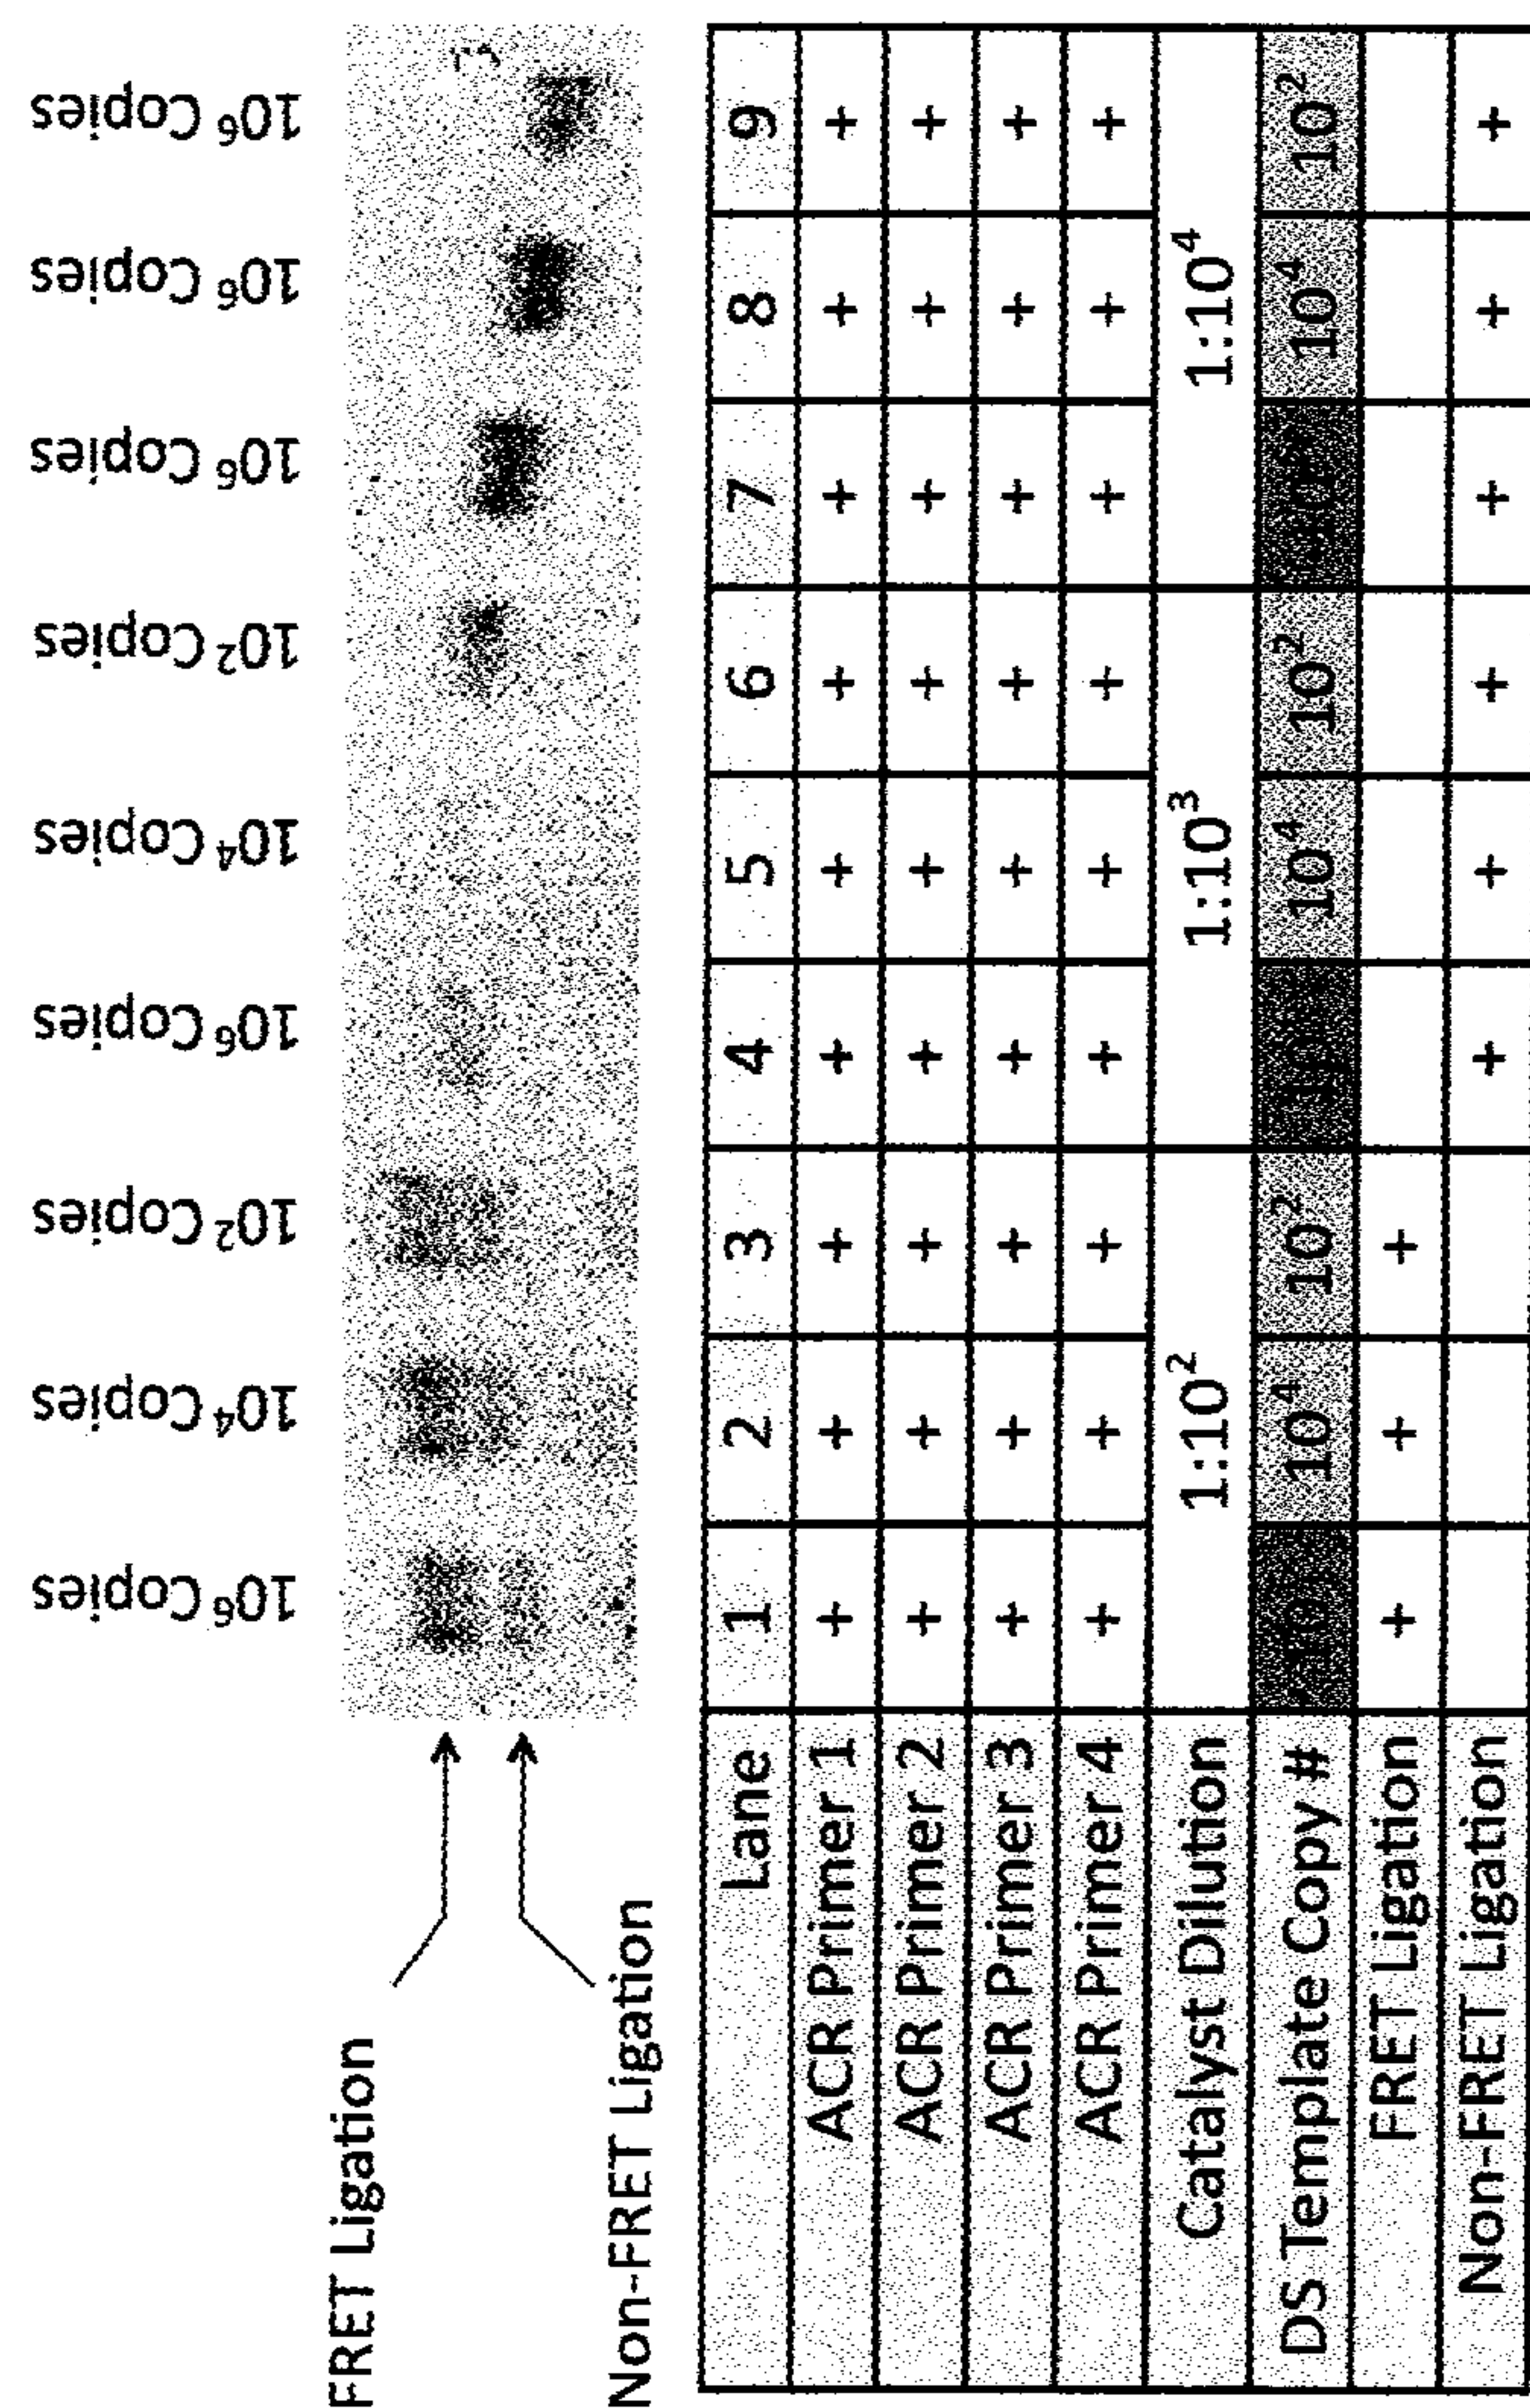 10⁶ Copies 10⁴ Copies 10² Copies 10⁶ Copies 10⁴ Copies 10² Copies 10⁶ Copies 10⁶ Copies 10⁶ Copies
FRET Ligation
Non-FRET Ligation
Lane 1 2 3 4 5 6 7 8 9
ACR Primer 1 + + + + + + + + +
ACR Primer 2 + + + + + + + + +
ACR Primer 3 + + + + + + + + +
ACR Primer 4 + + + + + + + + +
Catalyst Dilution 1:10² 1:10³ 1:10⁴
DS Template Copy # 10⁴ 10² 10⁴ 10² 10⁴ 10²
FRET Ligation + + +
Non-FRET Ligation + + + + + +